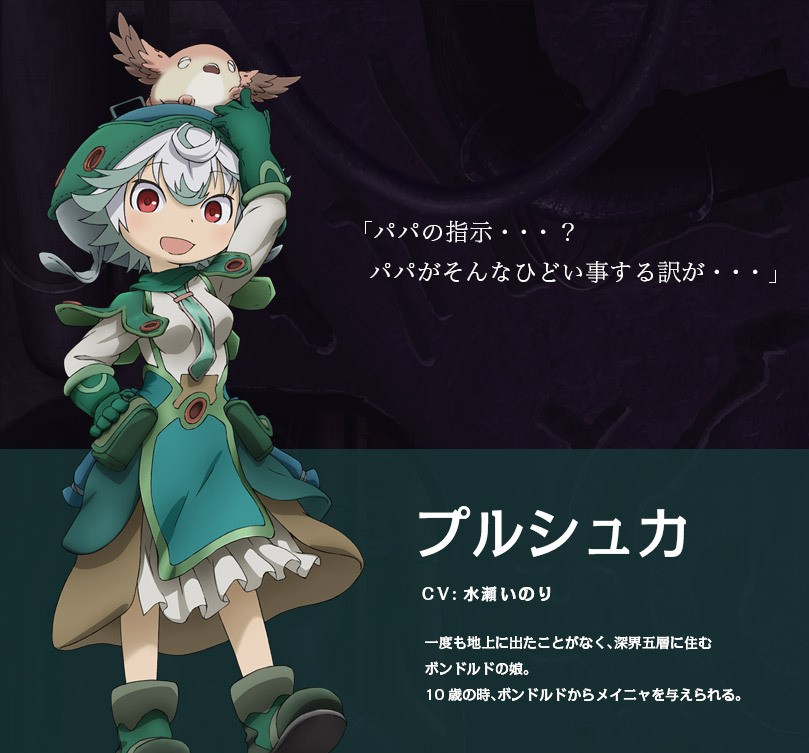 「パパの指示・・・？
パパがそんなひどい事する訳が・・・」
プルシュカ
CV: 水瀬いのり
一度も地上に出たことがなく、深界五層に住む
ボンドルドの娘。
10歳の時、ボンドルドからメイニャを与えられる。